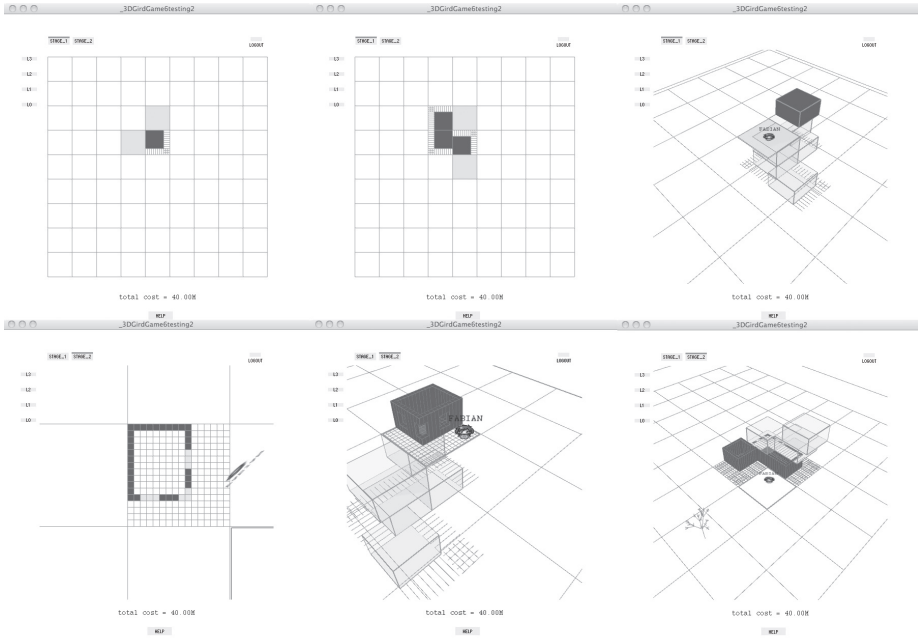 _3DGirdGame6testing2
STAGE_1 STAGE_2
LOGOUT
L3
L2
L1
L0
total cost = 40.00M
HELP
_3DGirdGame6testing2
STAGE_1 STAGE_2
LOGOUT
L3
L2
L1
L0
total cost = 40.00M
HELP
_3DGirdGame6testing2
STAGE_1 STAGE_2
LOGOUT
L3
L2
L1
L0
FABIAN
total cost = 40.00M
HELP
_3DGirdGame6testing2
STAGE_1 STAGE_2
LOGOUT
L3
L2
L1
L0
total cost = 40.00M
HELP
_3DGirdGame6testing2
STAGE_1 STAGE_2
LOGOUT
L3
L2
L1
L0
FABIAN
total cost = 40.00M
HELP
_3DGirdGame6testing2
STAGE_1 STAGE_2
LOGOUT
L3
L2
L1
L0
FABIAN
total cost = 40.00M
HELP